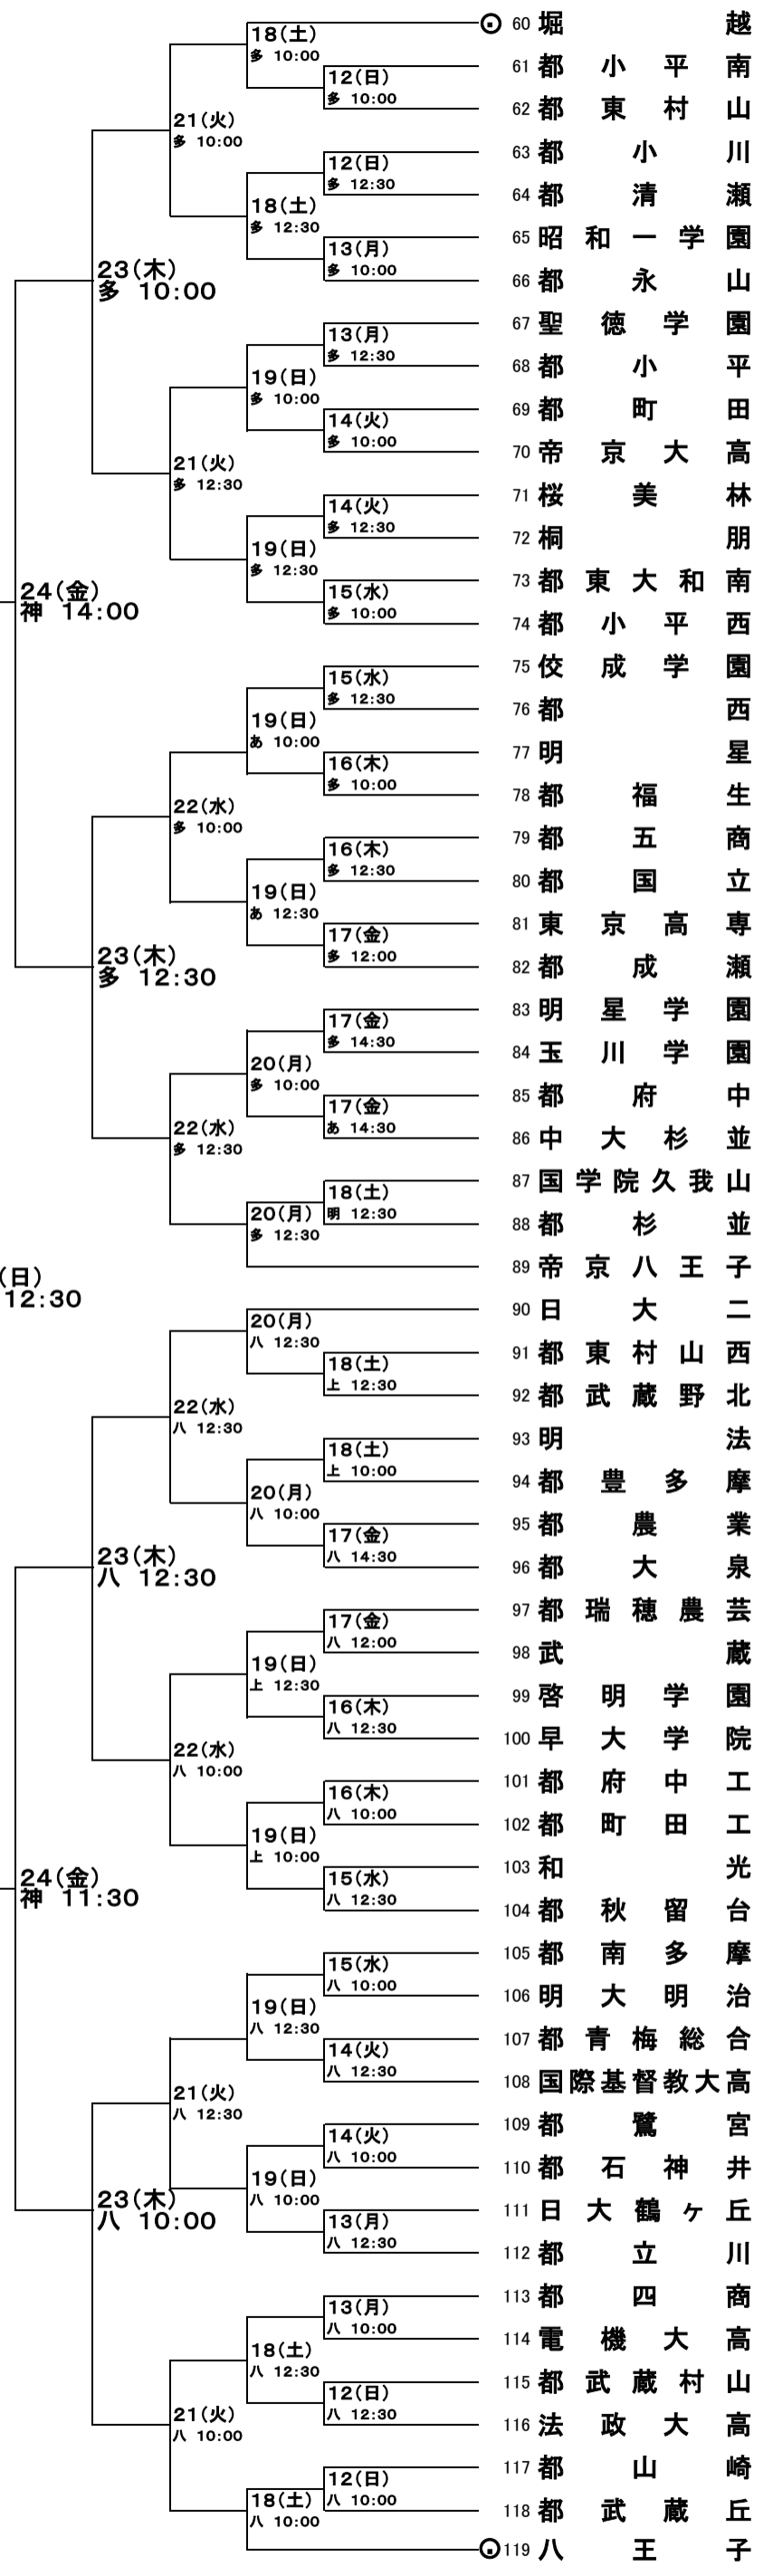 60 堀越
18(土)
多 10:00
61 都小平南
12(日)
多 10:00
62 都東村山
21(火)
多 10:00
63 都小川
12(日)
多 12:30
64 都清瀬
18(土)
多 12:30
65 昭和一学園
13(月)
多 10:00
66 都永山
23(木)
多 10:00
67 聖徳学園
13(月)
多 12:30
68 都小平
19(日)
多 10:00
69 都町田
14(火)
多 10:00
70 帝京大高
21(火)
多 12:30
71 桜美林
14(火)
多 12:30
72 桐朋
19(日)
多 12:30
73 都東大和南
15(水)
多 10:00
74 都小平西
24(金)
神 14:00
75 佼成学園
15(水)
多 12:30
76 都西
19(日)
あ 10:00
77 明星
16(木)
多 10:00
78 都福生
22(水)
多 10:00
79 都五商
16(木)
多 12:30
80 都国立
19(日)
あ 12:30
81 東京高専
17(金)
多 12:00
82 都成瀬
23(木)
多 12:30
83 明星学園
17(金)
多 14:30
84 玉川学園
20(月)
多 10:00
85 都府中
17(金)
あ 14:30
86 中大杉並
22(水)
多 12:30
87 国学院久我山
18(土)
明 12:30
88 都杉並
20(月)
多 12:30
89 帝京八王子
(日)
12:30
90 日大二
20(月)
八 12:30
91 都東村山西
18(土)
上 12:30
92 都武蔵野北
22(水)
八 12:30
93 明法
18(土)
上 10:00
94 都豊多摩
20(月)
八 10:00
95 都農業
17(金)
八 14:30
96 都大泉
23(木)
八 12:30
97 都瑞穂農芸
17(金)
八 12:00
98 武蔵
19(日)
上 12:30
99 啓明学園
16(木)
八 12:30
100 早大学院
22(水)
八 10:00
101 都府中工
16(木)
八 10:00
102 都町田工
19(日)
上 10:00
103 和光
15(水)
八 12:30
104 都秋留台
24(金)
神 11:30
105 都南多摩
15(水)
八 10:00
106 明大明治
19(日)
八 12:30
107 都青梅総合
14(火)
八 12:30
108 国際基督教大高
21(火)
八 12:30
109 都鷺宮
14(火)
八 10:00
110 都石神井
19(日)
八 10:00
111 日大鶴ヶ丘
13(月)
八 12:30
112 都立川
23(木)
八 10:00
113 都四商
13(月)
八 10:00
114 電機大高
18(土)
八 12:30
115 都武蔵村山
12(日)
八 12:30
116 法政大高
21(火)
八 10:00
117 都山崎
12(日)
八 10:00
118 都武蔵丘
18(土)
八 10:00
119 八王子